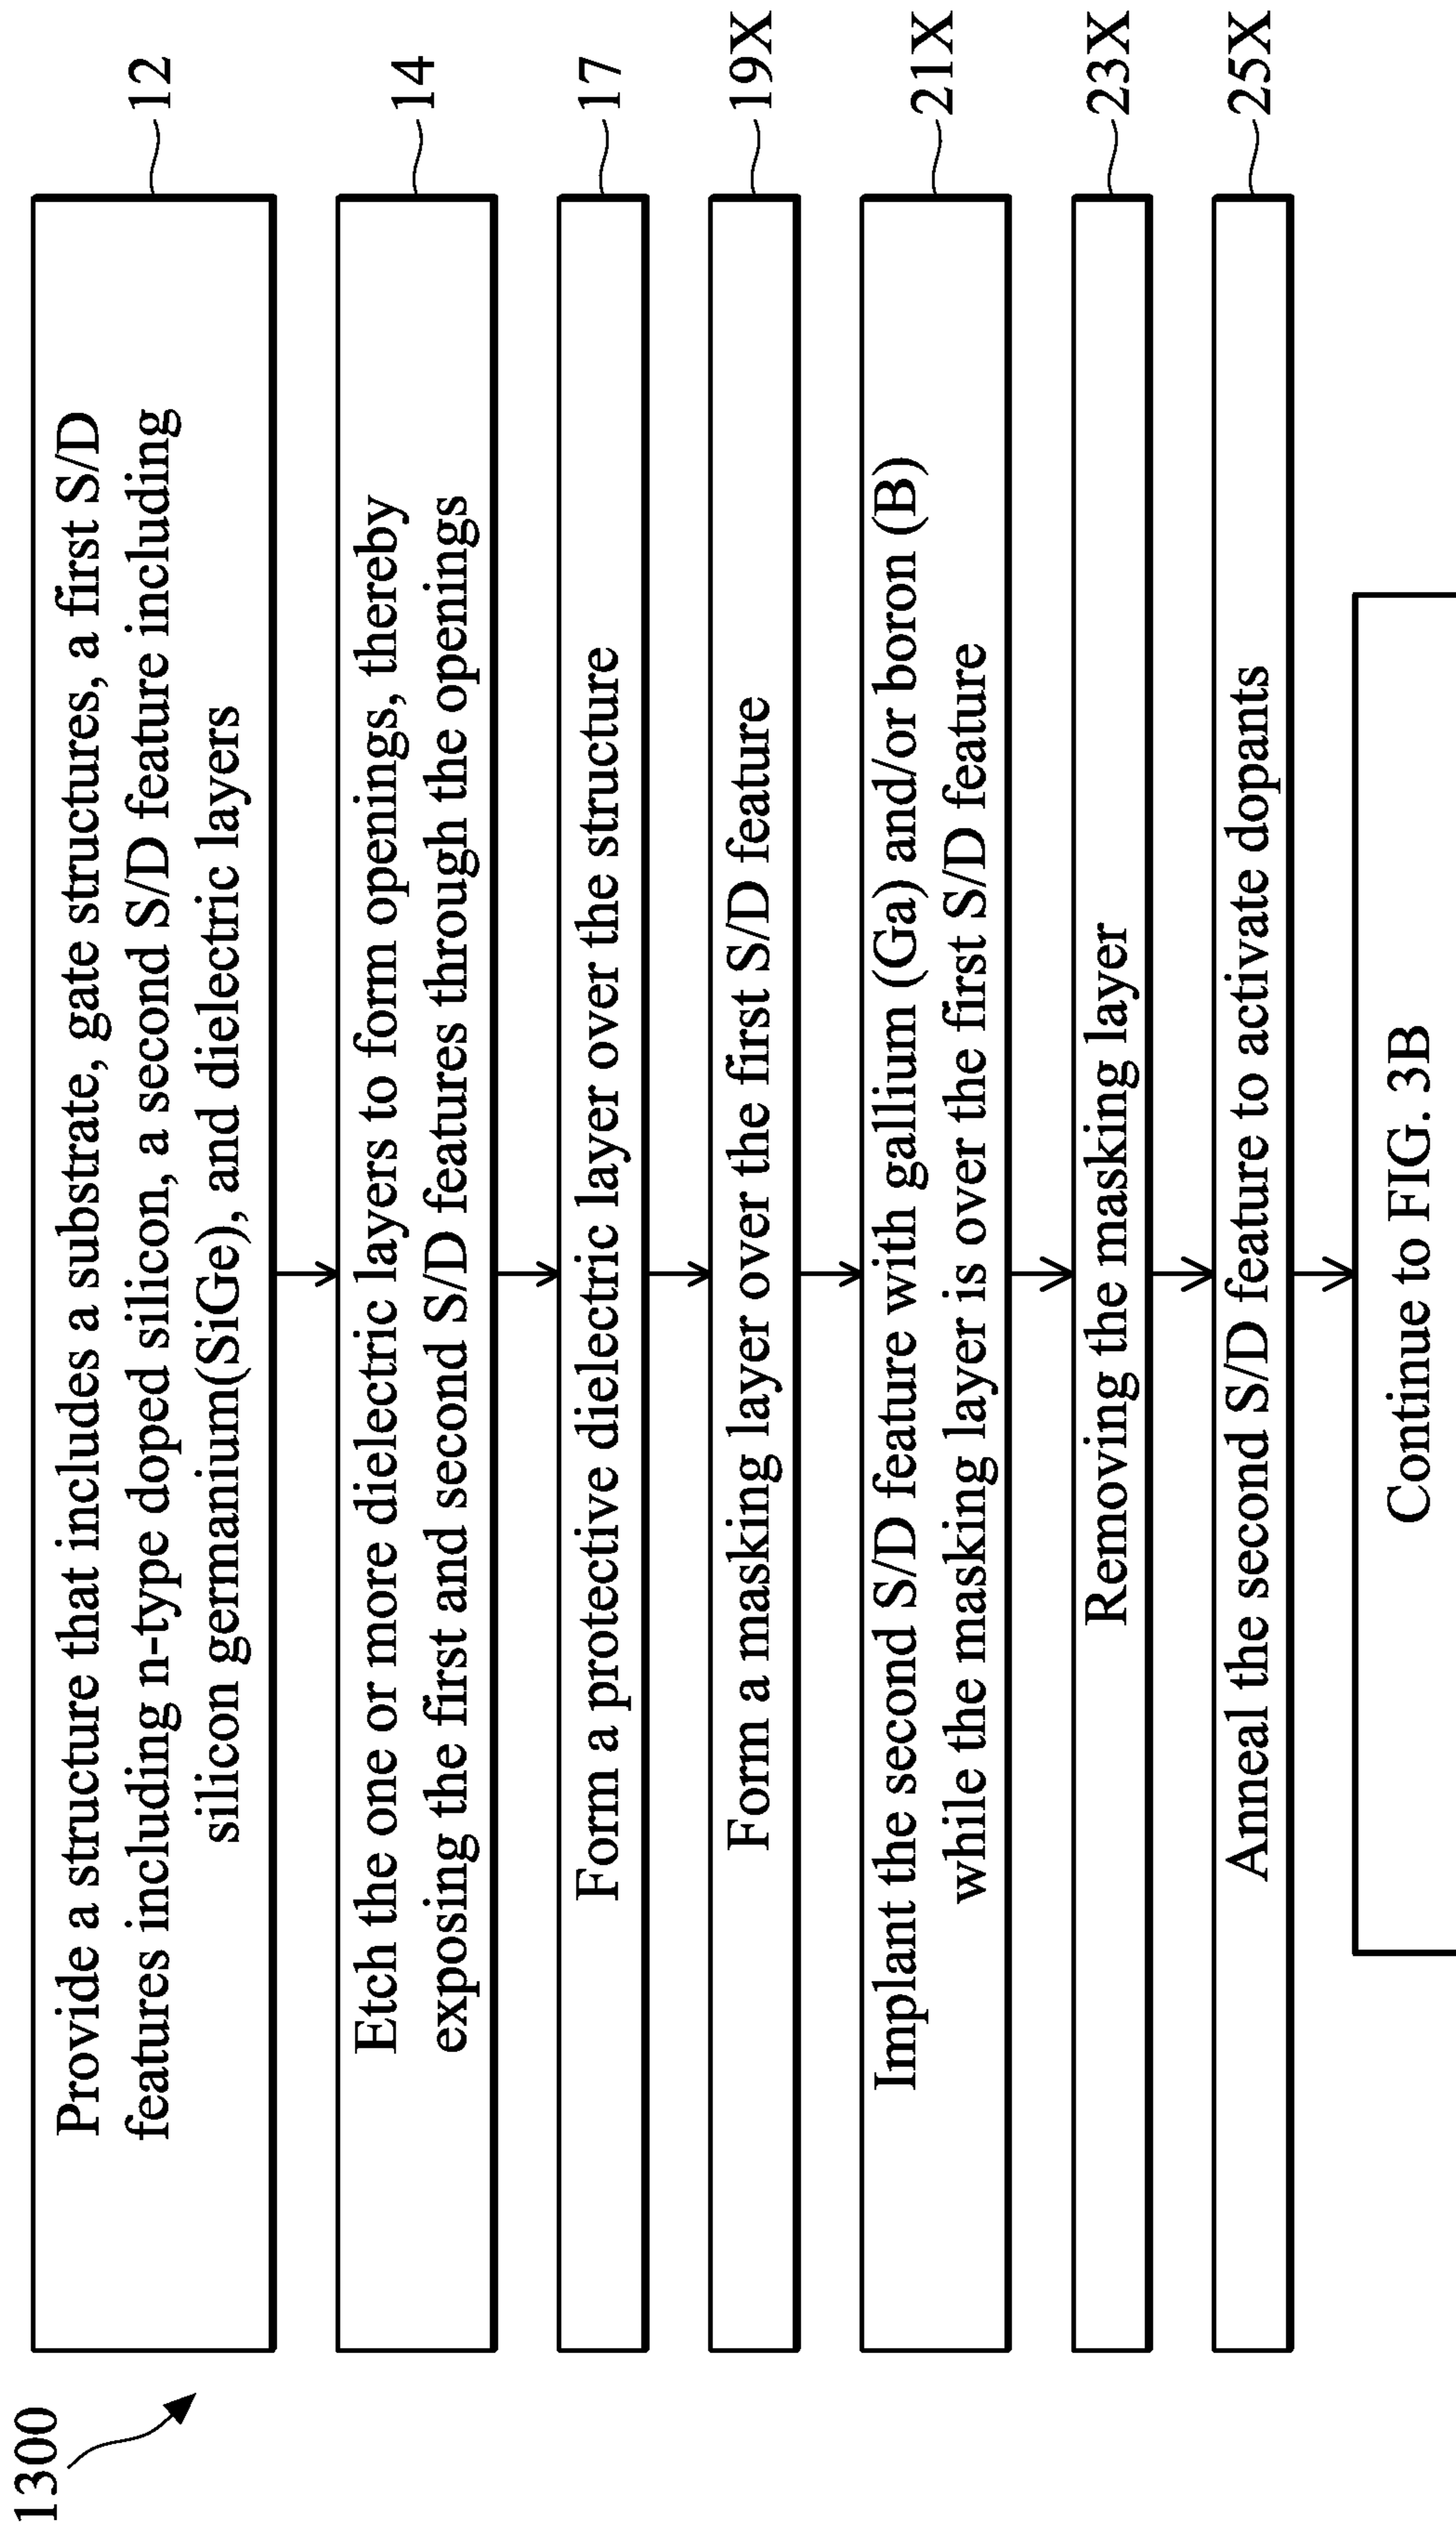 1300
Provide a structure that includes a substrate, gate structures, a first S/D
features including n-type doped silicon, a second S/D feature including
silicon germanium(SiGe), and dielectric layers
12
Etch the one or more dielectric layers to form openings, thereby
exposing the first and second S/D features through the openings
14
Form a protective dielectric layer over the structure
17
Form a masking layer over the first S/D feature
19X
Implant the second S/D feature with gallium (Ga) and/or boron (B)
while the masking layer is over the first S/D feature
21X
Removing the masking layer
23X
Anneal the second S/D feature to activate dopants
25X
Continue to FIG. 3B